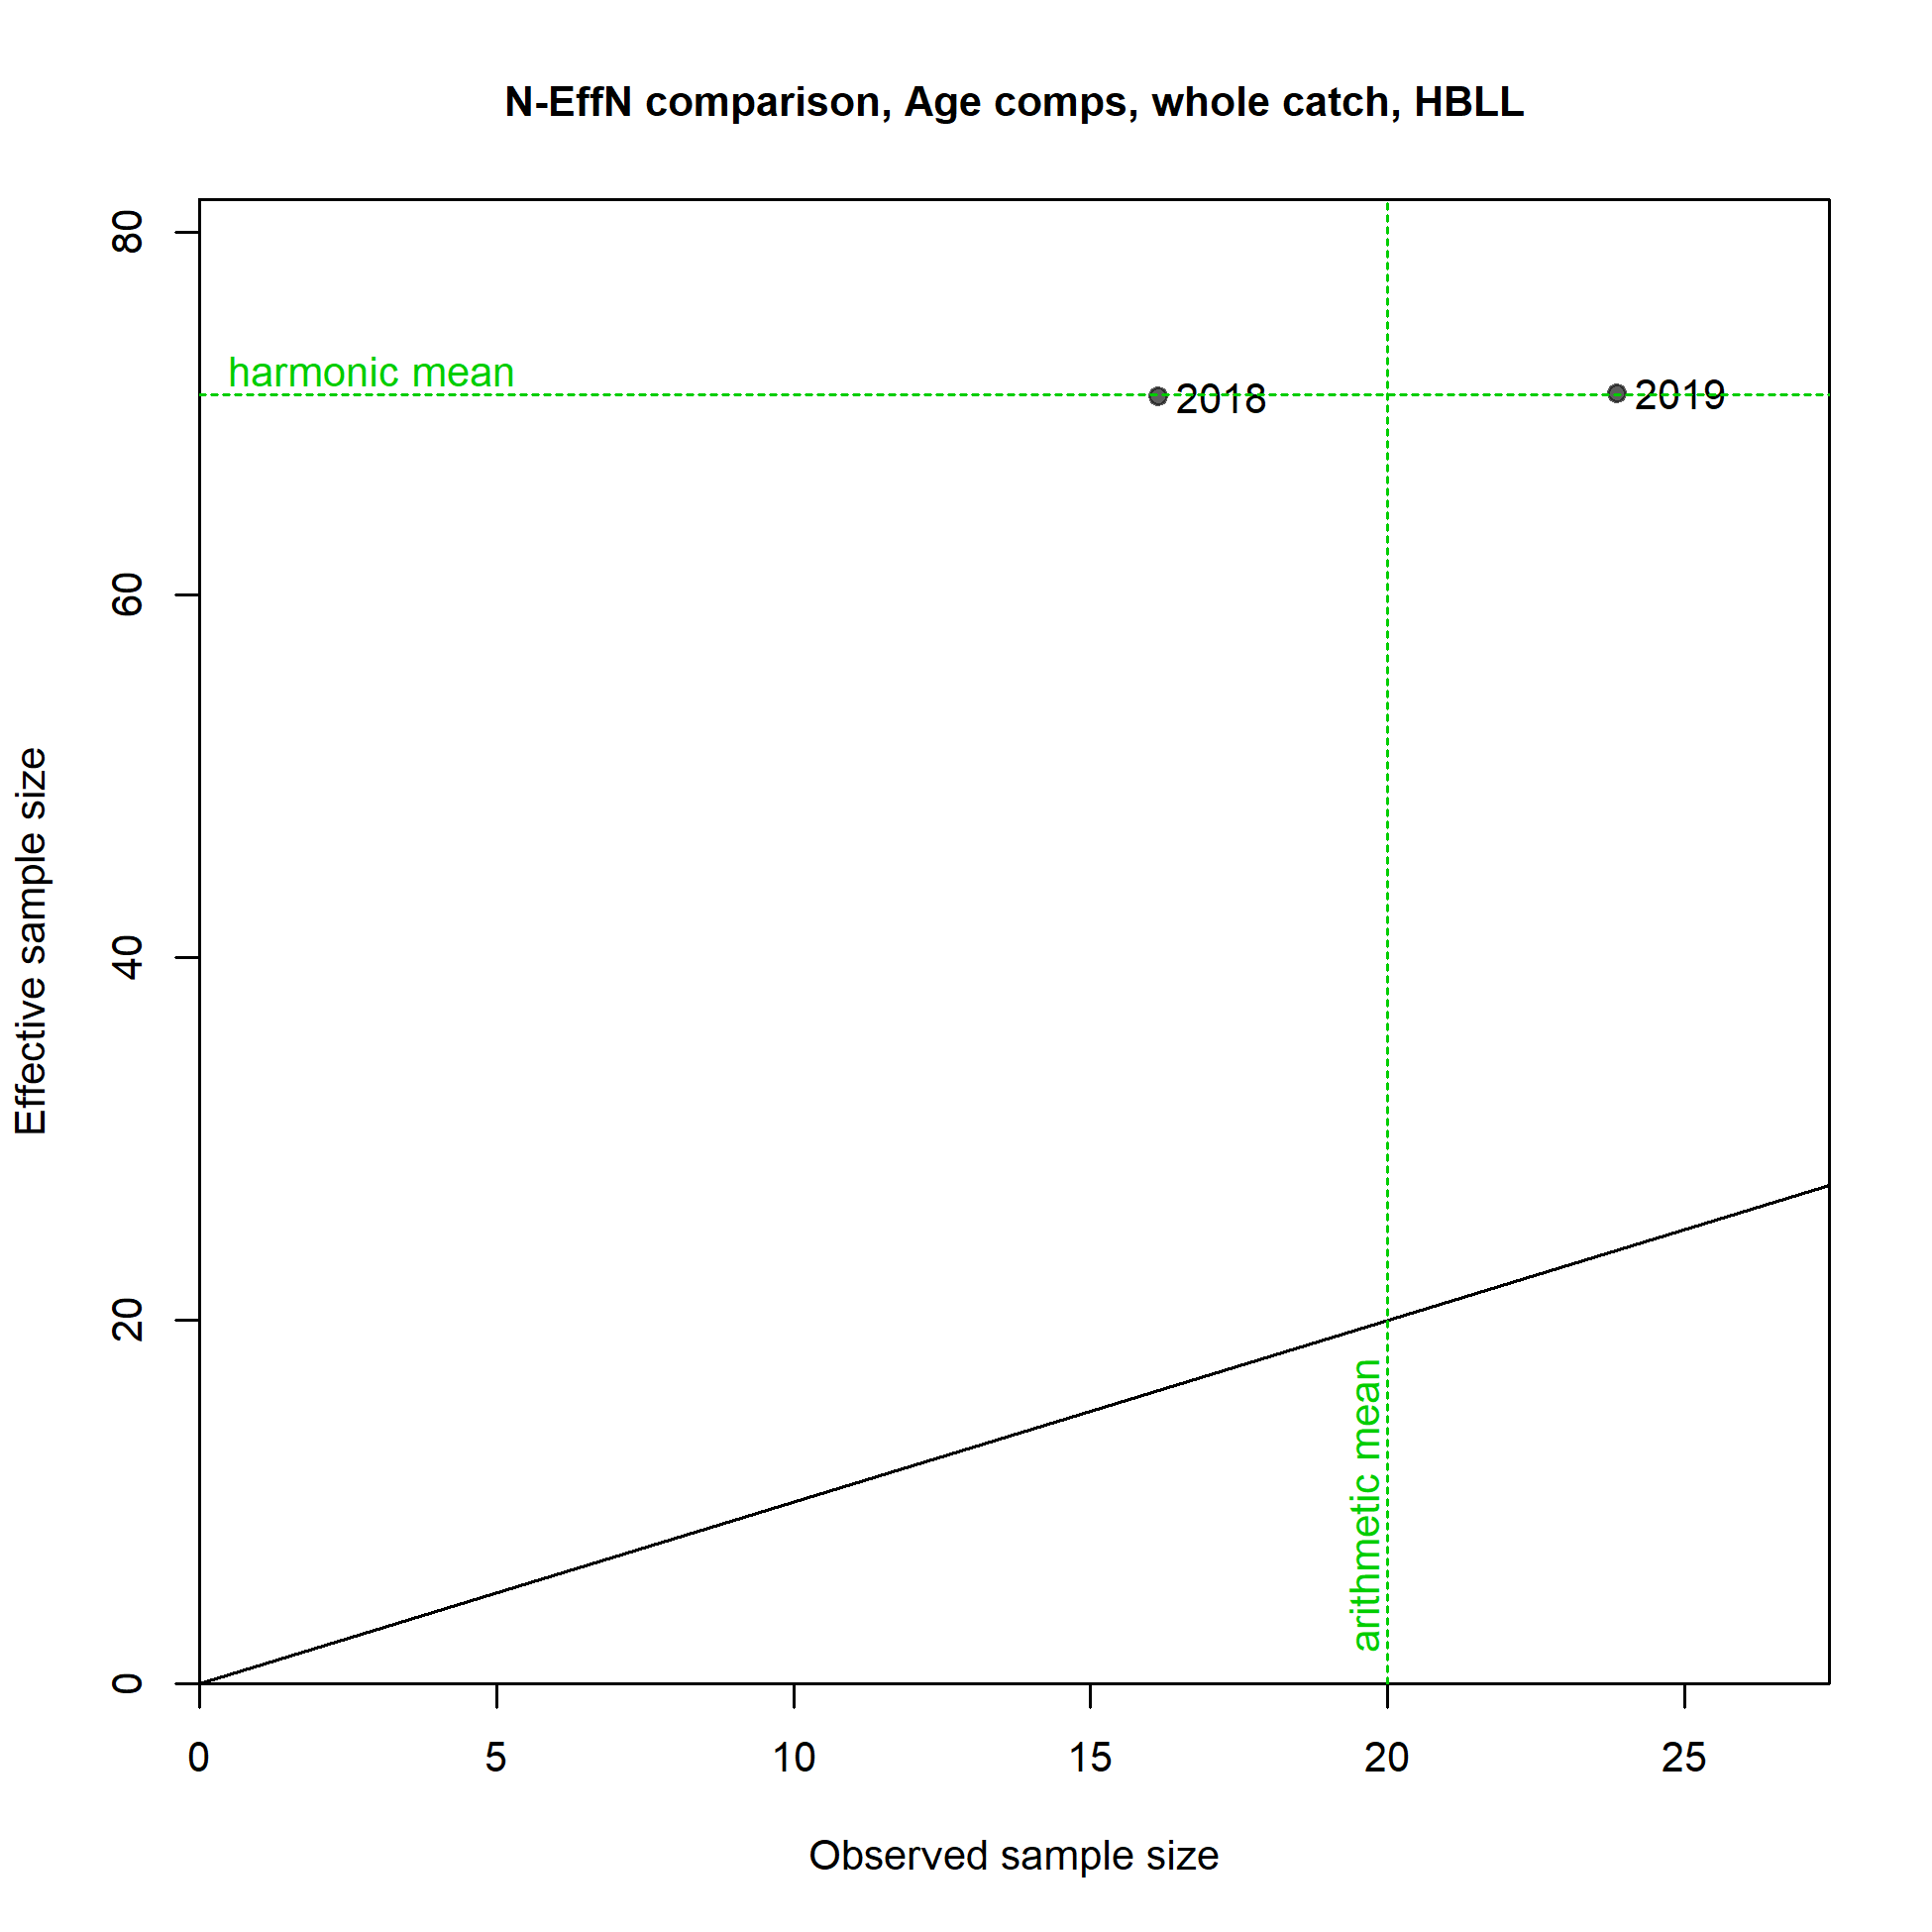 N-EffN comparison, Age comps, whole catch, HBLL
80
harmonic mean
2018
2019
60
Effective sample size
40
20
arithmetic mean
0
0 5 10 15 20 25
Observed sample size